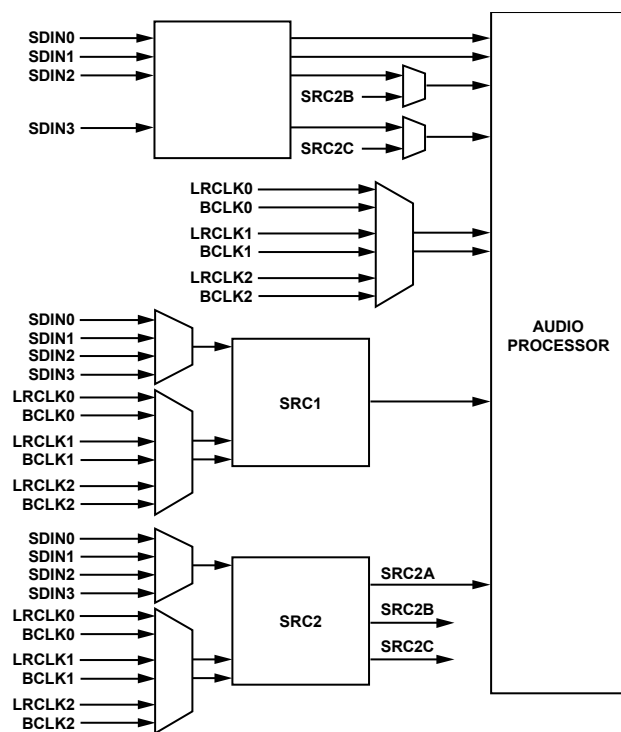 SDIN0
SDIN1
SDIN2
SDIN3
SRC2B
SRC2C
LRCLK0
BCLK0
LRCLK1
BCLK1
LRCLK2
BCLK2
AUDIO
PROCESSOR
SDIN0
SDIN1
SDIN2
SDIN3
LRCLK0
BCLK0
LRCLK1
BCLK1
LRCLK2
BCLK2
SRC1
SDIN0
SDIN1
SDIN2
SDIN3
LRCLK0
BCLK0
LRCLK1
BCLK1
LRCLK2
BCLK2
SRC2
SRC2A
SRC2B
SRC2C